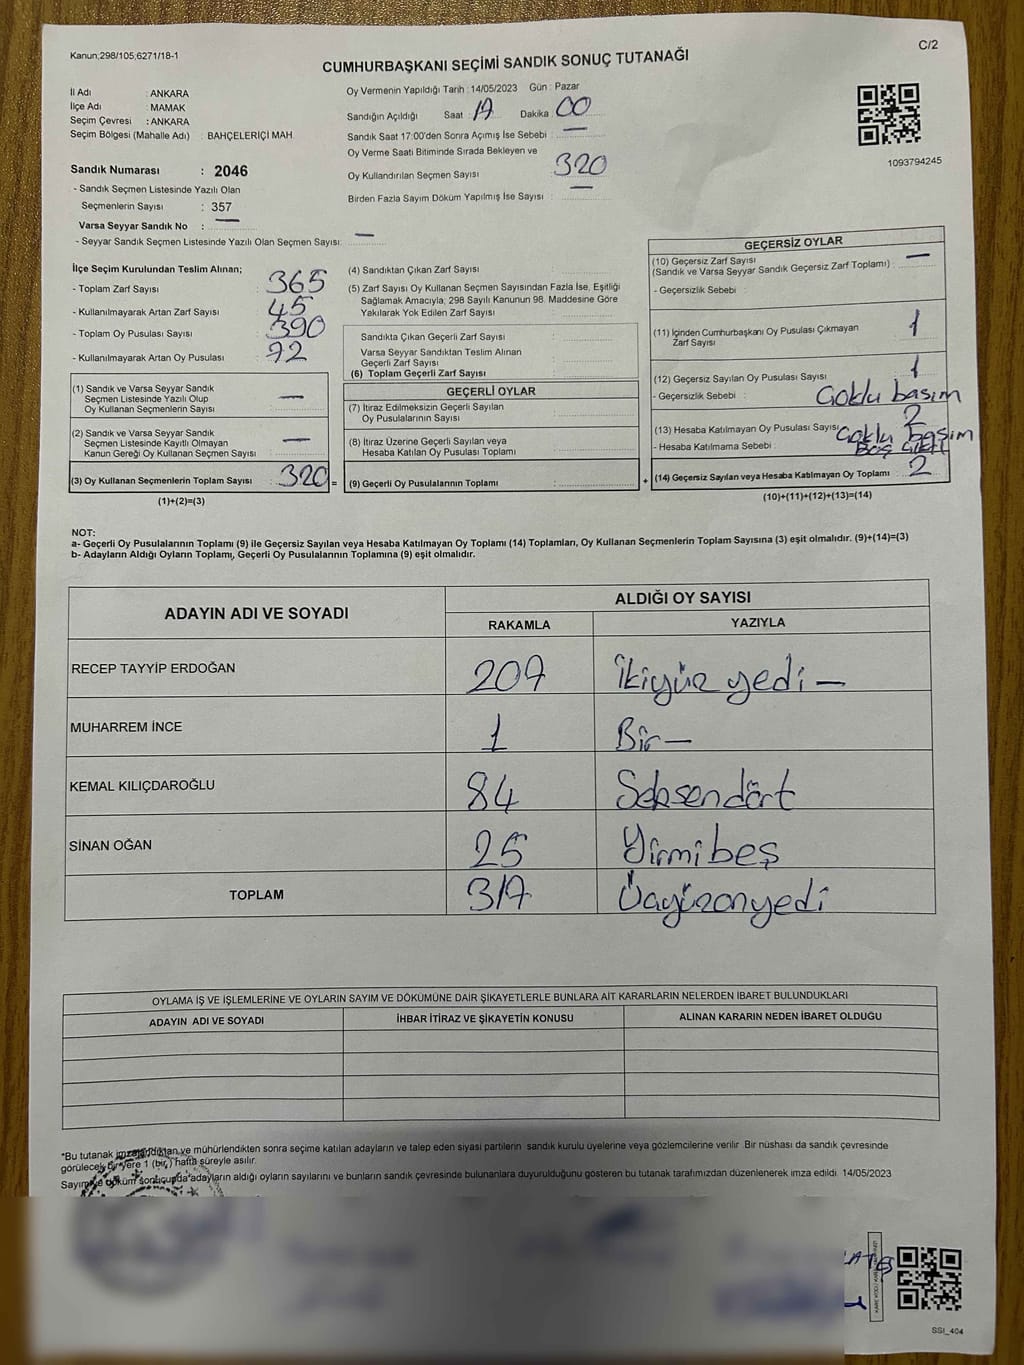 Kanun;298/105;6271/18-1
C/2
CUMHURBAŞKANI SEÇİMİ SANDIK SONUÇ TUTANAĞI
İl Adı : ANKARA
İlçe Adı : MAMAK
Seçim Çevresi : ANKARA
Seçim Bölgesi (Mahalle Adı) : BAHÇELERİÇİ MAH
Sandık Numarası : 2046
- Sandık Seçmen Listesinde Yazılı Olan
Seçmenlerin Sayısı : 357
Varsa Seyyar Sandık No : —
- Seyyar Sandık Seçmen Listesinde Yazılı Olan Seçmen Sayısı: —
Oy Vermenin Yapıldığı Tarih : 14/05/2023 Gün : Pazar
Sandığın Açıldığı Saat : 17 Dakika : 00
Sandık Saat 17:00'den Sonra Açımış İse Sebebi : —
Oy Verme Saati Bitiminde Sırada Bekleyen ve
Oy Kullandırılan Seçmen Sayısı : 320
Birden Fazla Sayım Döküm Yapılmış İse Sayısı : —
1093794245
İlçe Seçim Kurulundan Teslim Alınan;
- Toplam Zarf Sayısı : 365
- Kullanılmayarak Artan Zarf Sayısı : 45
- Toplam Oy Pusulası Sayısı : 390
- Kullanılmayarak Artan Oy Pusulası : 72
(1) Sandık ve Varsa Seyyar Sandık
Seçmen Listesinde Yazılı Olup
Oy Kullanan Seçmenlerin Sayısı : —
(2) Sandık ve Varsa Seyyar Sandık
Seçmen Listesinde Kayıtlı Olmayan
Kanun Gereği Oy Kullanan Seçmen Sayısı : —
(3) Oy Kullanan Seçmenlerin Toplam Sayısı : 320 =
(1)+(2)=(3)
(4) Sandıktan Çıkan Zarf Sayısı :
(5) Zarf Sayısı Oy Kullanan Seçmen Sayısından Fazla İse, Eşitliği
Sağlamak Amacıyla; 298 Sayılı Kanunun 98. Maddesine Göre
Yakılarak Yok Edilen Zarf Sayısı :
Sandıkta Çıkan Geçerli Zarf Sayısı :
Varsa Seyyar Sandıktan Teslim Alınan
Geçerli Zarf Sayısı :
(6) Toplam Geçerli Zarf Sayısı :
GEÇERLİ OYLAR
(7) İtiraz Edilmeksizin Geçerli Sayılan
Oy Pusulalarının Sayısı :
(8) İtiraz Üzerine Geçerli Sayılan veya
Hesaba Katılan Oy Pusulası Toplamı :
(9) Geçerli Oy Pusulalarının Toplamı : +
GEÇERSİZ OYLAR
(10) Geçersiz Zarf Sayısı
(Sandık ve Varsa Seyyar Sandık Geçersiz Zarf Toplamı) : —
- Geçersizlik Sebebi :
(11) İçinden Cumhurbaşkanı Oy Pusulası Çıkmayan
Zarf Sayısı : 1
(12) Geçersiz Sayılan Oy Pusulası Sayısı : 1
- Geçersizlik Sebebi : Çoklu basım
(13) Hesaba Katılmayan Oy Pusulası Sayısı : 2
- Hesaba Katılmama Sebebi : Çoklu basım
(14) Geçersiz Sayılan veya Hesaba Katılmayan Oy Toplamı : 2
(10)+(11)+(12)+(13)=(14)
NOT:
a- Geçerli Oy Pusulalarının Toplamı (9) ile Geçersiz Sayılan veya Hesaba Katılmayan Oy Toplamı (14) Toplamları, Oy Kullanan Seçmenlerin Toplam Sayısına (3) eşit olmalıdır. (9)+(14)=(3)
b- Adayların Aldığı Oyların Toplamı, Geçerli Oy Pusulalarının Toplamına (9) eşit olmalıdır.
ADAYIN ADI VE SOYADI
ALDIĞI OY SAYISI
RAKAMLA YAZIYLA
RECEP TAYYİP ERDOĞAN 207 İkiyüz yedi —
MUHARREM İNCE 1 Bir —
KEMAL KILIÇDAROĞLU 84 Seksendört
SİNAN OĞAN 25 Yirmibeş
TOPLAM 317 Üçyüzonyedi
OYLAMA İŞ VE İŞLEMLERİNE VE OYLARIN SAYIM VE DÖKÜMÜNE DAİR ŞİKAYETLERLE BUNLARA AİT KARARLARIN NELERDEN İBARET BULUNDUKLARI
ADAYIN ADI VE SOYADI İHBAR İTİRAZ VE ŞİKAYETİN KONUSU ALINAN KARARIN NEDEN İBARET OLDUĞU
*Bu tutanak imzalandıktan ve mühürlendikten sonra seçime katılan adayların ve talep eden siyasi partilerin sandık kurulu üyelerine veya gözlemcilerine verilir. Bir nüshası da sandık çevresinde
görülecek bir yere 1 (bir) hafta süreyle asılır.
Sayım ve döküm sonucunda adayların aldığı oyların sayılarını ve bunların sandık çevresinde bulunanlara duyurulduğunu gösteren bu tutanak tarafımızdan düzenlenerek imza edildi. 14/05/2023
SSI_404